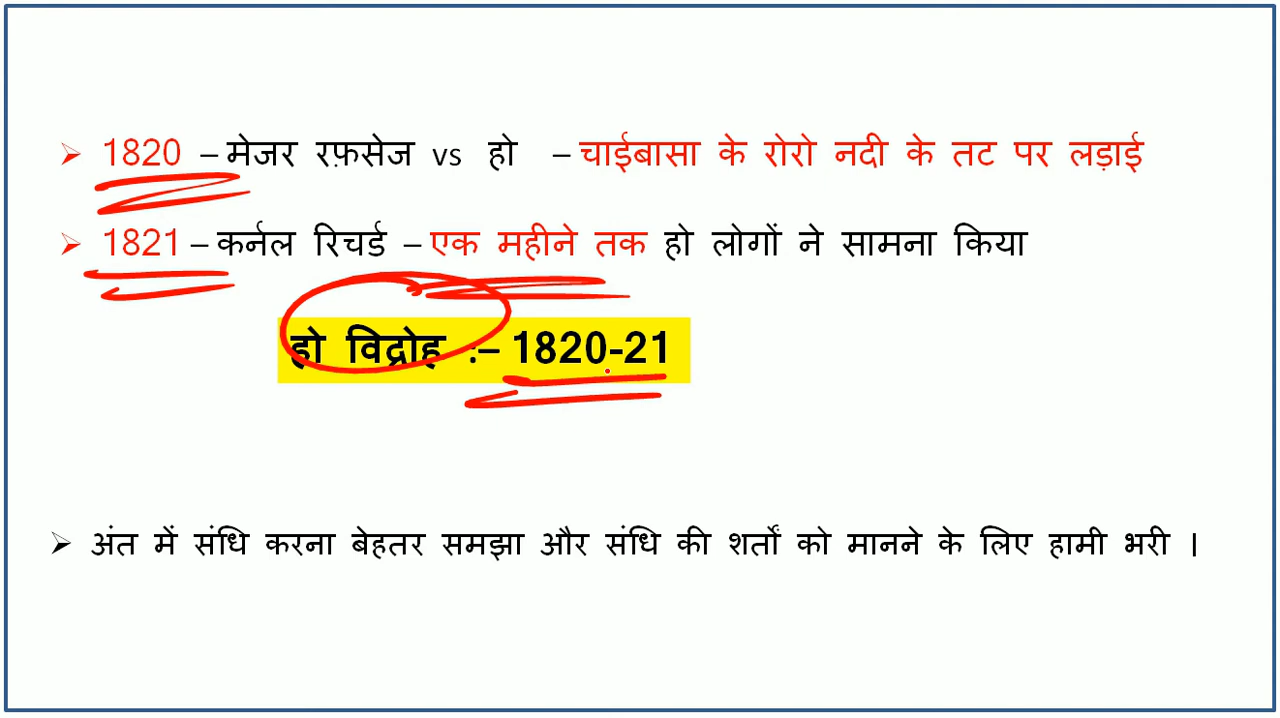 ➢ 1820 – मेजर रफ़सेज vs हो – चाईबासा के रोरो नदी के तट पर लड़ाई
➢ 1821 – कर्नल रिचर्ड – एक महीने तक हो लोगों ने सामना किया
हो विद्रोह :– 1820-21
➢ अंत में संधि करना बेहतर समझा और संधि की शर्तों को मानने के लिए हामी भरी ।